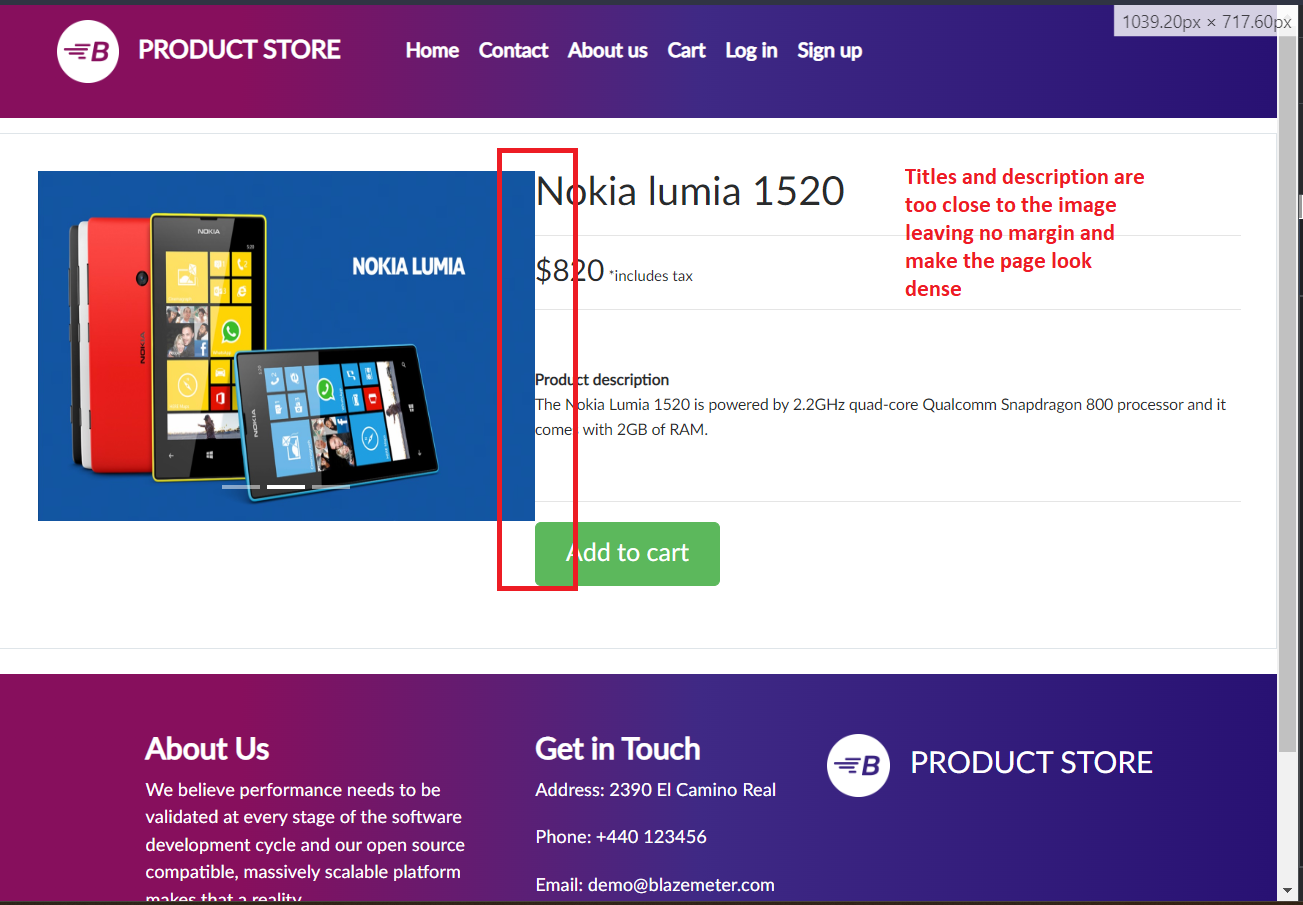 1039.20px × 717.60px
B PRODUCT STORE Home Contact About us Cart Log in Sign up
Nokia lumia 1520
Titles and description are
too close to the image
leaving no margin and
make the page look
dense
NOKIA
NOKIA LUMIA
$820 *includes tax
NOKIA
NOKIA
Product description
The Nokia Lumia 1520 is powered by 2.2GHz quad-core Qualcomm Snapdragon 800 processor and it
comes with 2GB of RAM.
Add to cart
About Us
We believe performance needs to be
validated at every stage of the software
development cycle and our open source
compatible, massively scalable platform
makes that a reality.
Get in Touch
Address: 2390 El Camino Real
Phone: +440 123456
Email: demo@blazemeter.com
B PRODUCT STORE